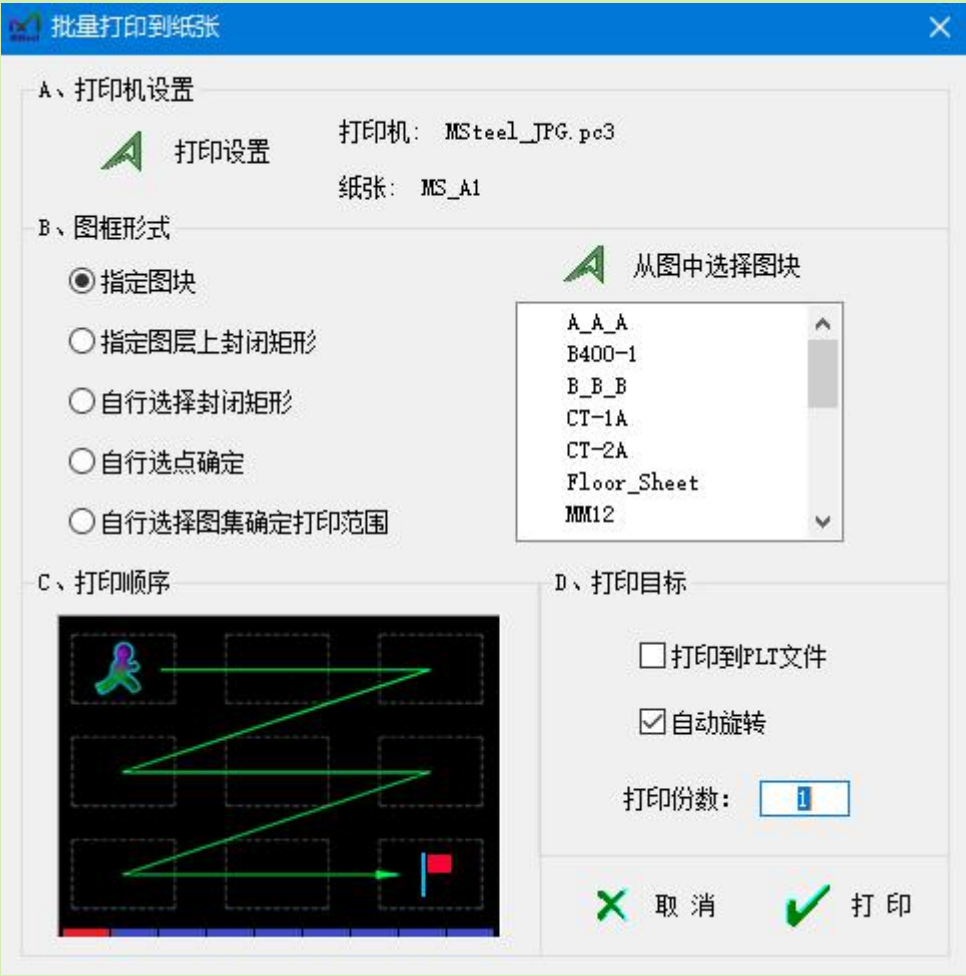 批量打印到纸张
A、打印机设置
打印设置
打印机: MSteel_JPG.pc3
纸张: MS_A1
B、图框形式
指定图块
指定图层上封闭矩形
自行选择封闭矩形
自行选点确定
自行选择图集确定打印范围
从图中选择图块
A_A_A
B400-1
B_B_B
CT-1A
CT-2A
Floor_Sheet
MM12
C、打印顺序
D、打印目标
打印到PLT文件
自动旋转
打印份数: 1
取 消
打 印